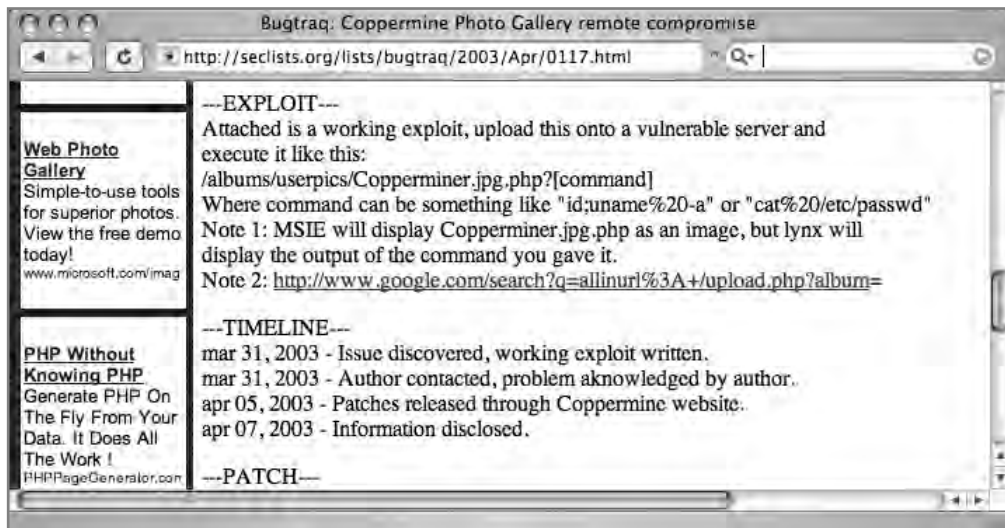 Bugtraq: Coppermine Photo Gallery remote compromise
http://seclists.org/lists/bugtraq/2003/Apr/0117.html
Web Photo
Gallery
Simple-to-use tools
for superior photos.
View the free demo
today!
www.microsoft.com/imag
PHP Without
Knowing PHP
Generate PHP On
The Fly From Your
Data. It Does All
The Work !
PHPPageGenerator.com
---EXPLOIT---
Attached is a working exploit, upload this onto a vulnerable server and
execute it like this:
/albums/userpics/Copperminer.jpg.php?[command]
Where command can be something like "id;uname%20-a" or "cat%20/etc/passwd"
Note 1: MSIE will display Copperminer.jpg.php as an image, but lynx will
display the output of the command you gave it.
Note 2: http://www.google.com/search?q=allinurl%3A+/upload.php?album=
---TIMELINE---
mar 31, 2003 - Issue discovered, working exploit written.
mar 31, 2003 - Author contacted, problem aknowledged by author.
apr 05, 2003 - Patches released through Coppermine website.
apr 07, 2003 - Information disclosed.
---PATCH---